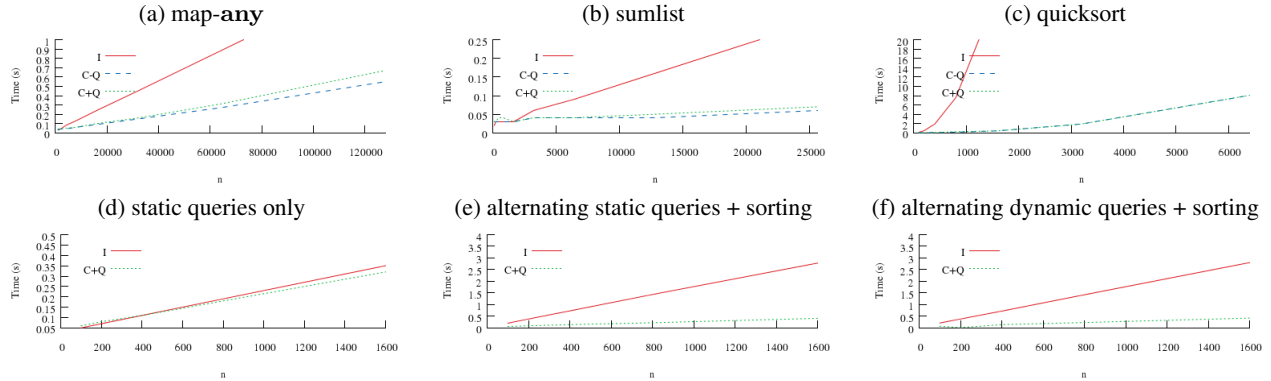 (a) map-any
1
0.9
0.8
0.7
0.6
0.5
0.4
0.3
0.2
0.1
0
Time (s)
I
C-Q
C+Q
0 20000 40000 60000 80000 100000 120000
n
(b) sumlist
0.25
0.2
0.15
0.1
0.05
0
Time (s)
I
C-Q
C+Q
0 5000 10000 15000 20000 25000
n
(c) quicksort
20
18
16
14
12
10
8
6
4
2
0
Time (s)
I
C-Q
C+Q
0 1000 2000 3000 4000 5000 6000
n
(d) static queries only
0.5
0.45
0.4
0.35
0.3
0.25
0.2
0.15
0.1
0.05
Time (s)
I
C+Q
0 200 400 600 800 1000 1200 1400 1600
n
(e) alternating static queries + sorting
4
3.5
3
2.5
2
1.5
1
0.5
0
Time (s)
I
C+Q
0 200 400 600 800 1000 1200 1400 1600
n
(f) alternating dynamic queries + sorting
4
3.5
3
2.5
2
1.5
1
0.5
0
Time (s)
I
C+Q
0 200 400 600 800 1000 1200 1400 1600
n